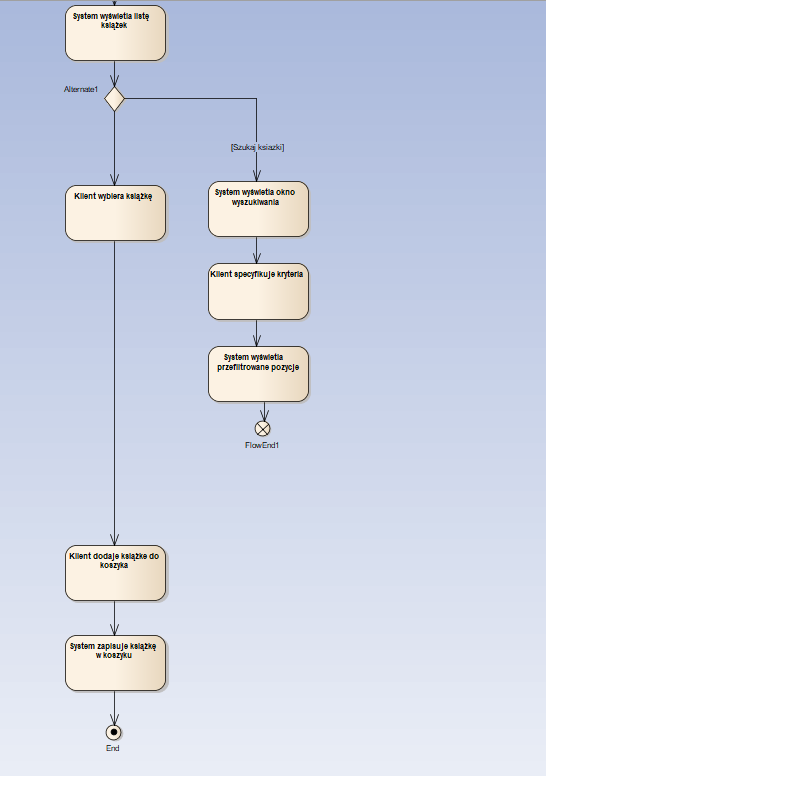 System wyświetla listę
książek
Alternate1
[Szukaj ksiazki]
Klient wybiera książkę
System wyświetla okno
wyszukiwania
Klient specyfikuje kryteria
System wyświetla
przefiltrowane pozycje
FlowEnd1
Klient dodaje książkę do
koszyka
System zapisuje książkę
w koszyku
End